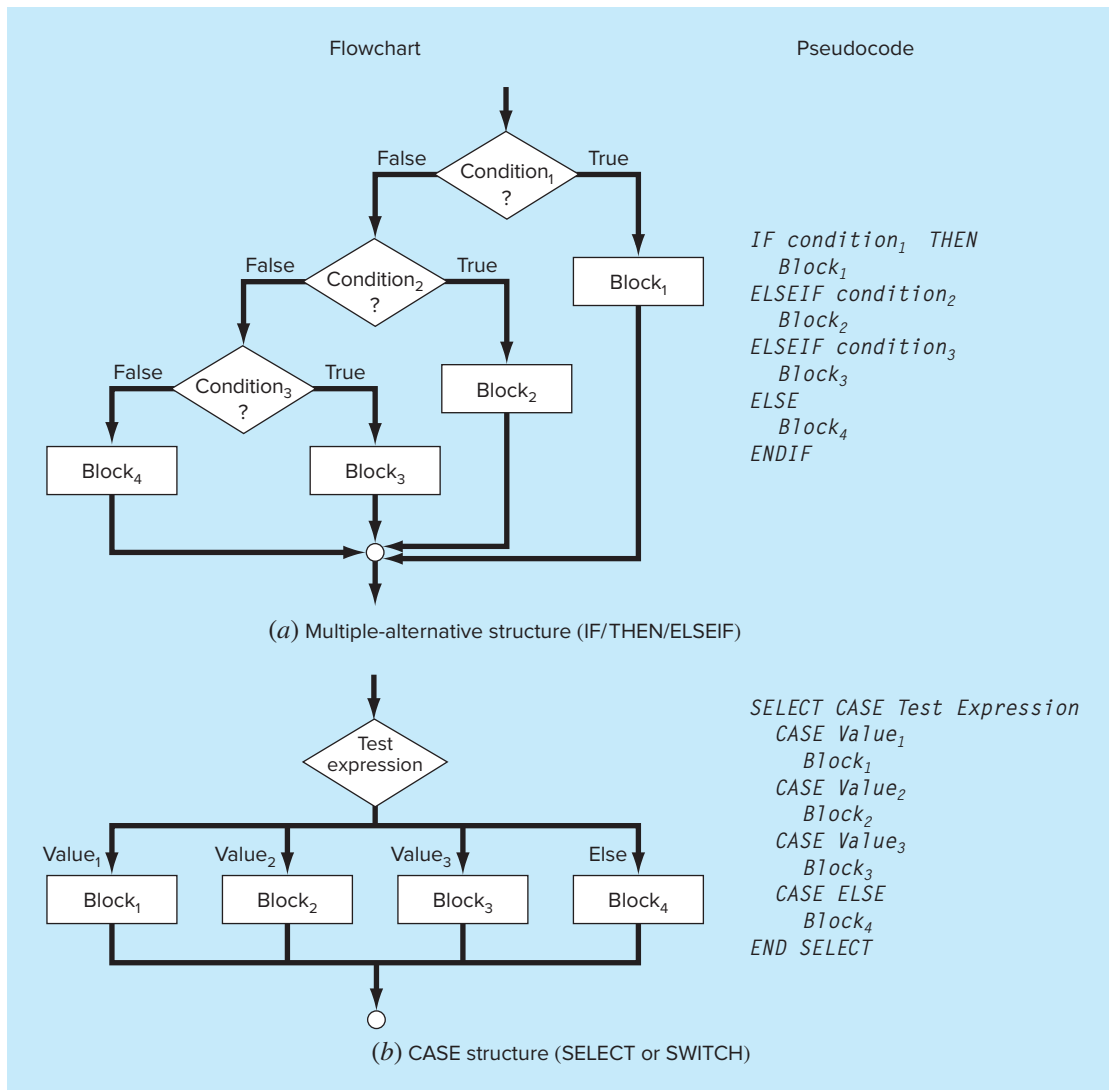 Flowchart
Pseudocode
False
Condition₁
?
True
False
Condition₂
?
True
Block₁
False
Condition₃
?
True
Block₂
Block₄
Block₃
IF condition₁ THEN
Block₁
ELSEIF condition₂
Block₂
ELSEIF condition₃
Block₃
ELSE
Block₄
ENDIF
(a) Multiple-alternative structure (IF/THEN/ELSEIF)
Test
expression
Value₁
Value₂
Value₃
Else
Block₁
Block₂
Block₃
Block₄
SELECT CASE Test Expression
CASE Value₁
Block₁
CASE Value₂
Block₂
CASE Value₃
Block₃
CASE ELSE
Block₄
END SELECT
(b) CASE structure (SELECT or SWITCH)